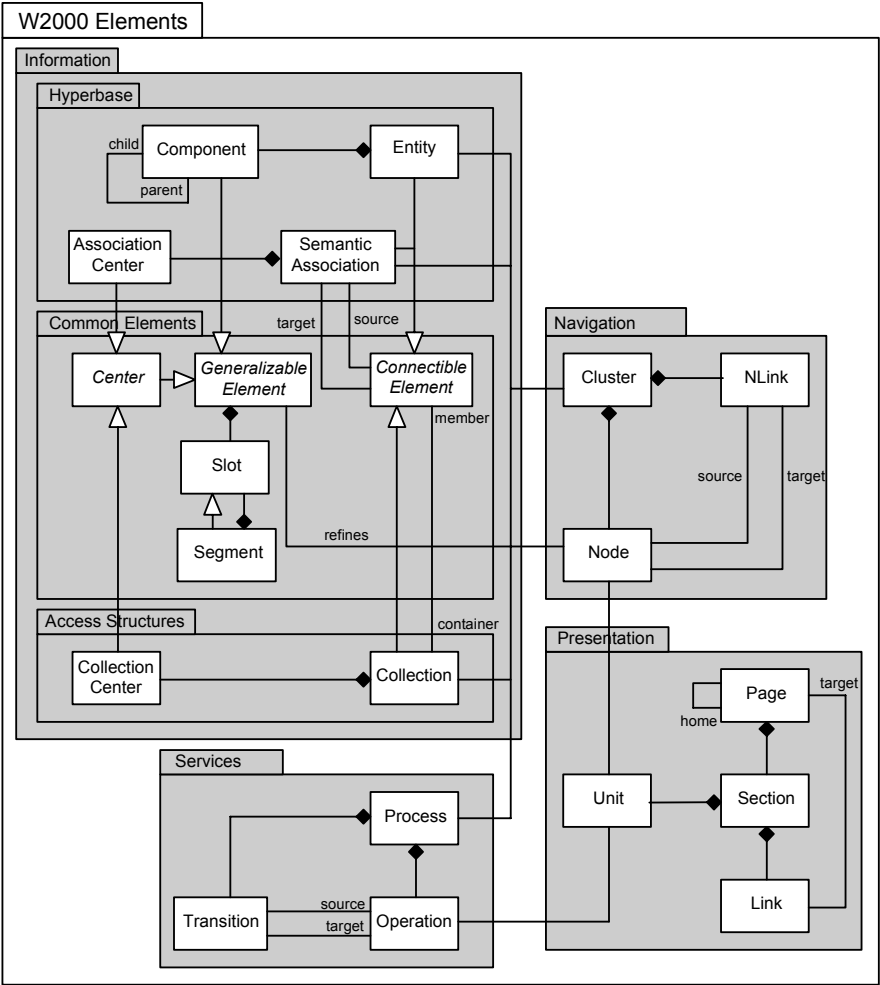 W2000 Elements
Information
Hyperbase
child
Component
Entity
parent
Association
Center
Semantic
Association
Common Elements
target
source
Navigation
Center
Generalizable
Element
Connectible
Element
Cluster
NLink
member
Slot
source
target
refines
Segment
Node
Access Structures
container
Presentation
Collection
Center
Collection
Page
target
home
Services
Process
Unit
Section
Transition
source
target
Operation
Link